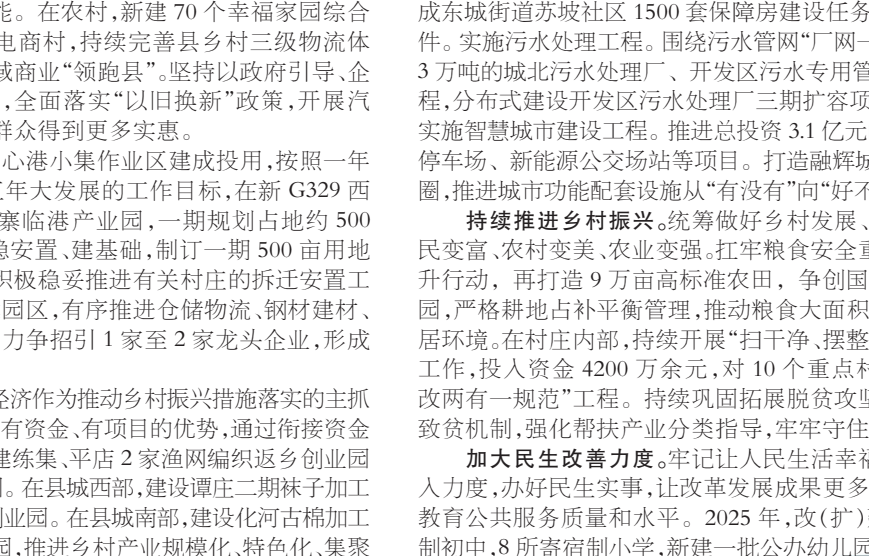 能。在农村,新建 70 个幸福家园综合
电商村,持续完善县乡村三级物流体
域商业“领跑县”。坚持以政府引导、企
,全面落实“以旧换新”政策,开展汽
群众得到更多实惠。
心港小集作业区建成投用,按照一年
三年大发展的工作目标,在新 G329 西
寨临港产业园,一期规划占地约 500
稳安置、建基础,制订一期 500 亩用地
积极稳妥推进有关村庄的拆迁安置工
园区,有序推进仓储物流、钢材建材、
力争招引 1 家至 2 家龙头企业,形成
经济作为推动乡村振兴措施落实的主抓
有资金、有项目的优势,通过衔接资金
建练集、平店 2 家渔网编织返乡创业园
。在县城西部,建设谭庄二期袜子加工
创业园。在县城南部,建设化河古棉加工
园,推进乡村产业规模化、特色化、集聚
成东城街道苏坡社区 1500 套保障房建设任务
件。实施污水处理工程。围绕污水管网“厂网一
3 万吨的城北污水处理厂、开发区污水专用管
程,分布式建设开发区污水处理厂三期扩容项
实施智慧城市建设工程。推进总投资 3.1 亿元
停车场、新能源公交场站等项目。打造融辉城
圈,推进城市功能配套设施从“有没有”向“好不
持续推进乡村振兴。统筹做好乡村发展、
民变富、农村变美、农业变强。扛牢粮食安全重
升行动,再打造 9 万亩高标准农田,争创国
园,严格耕地占补平衡管理,推动粮食大面积
居环境。在村庄内部,持续开展“扫干净、摆整
工作,投入资金 4200 万余元,对 10 个重点村
改两有一规范”工程。持续巩固拓展脱贫攻坚
致贫机制,强化帮扶产业分类指导,牢牢守住
加大民生改善力度。牢记让人民生活幸福
入力度,办好民生实事,让改革发展成果更多
教育公共服务质量和水平。2025 年,改(扩)建
制初中,8 所寄宿制小学,新建一批公办幼儿园